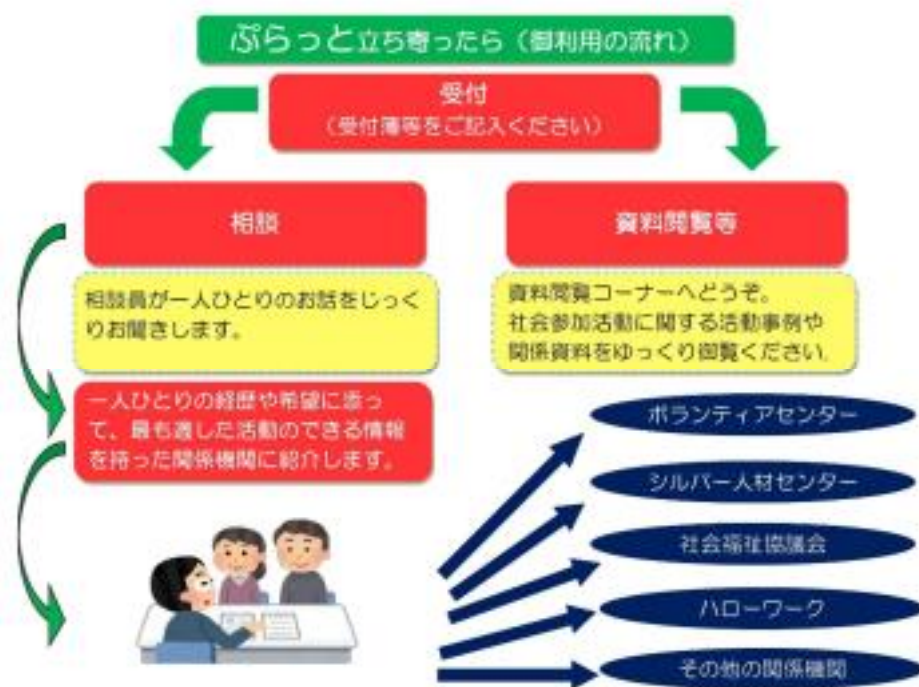 ぷらっと立ち寄ったら（御利用の流れ）
受付
（受付簿等をご記入ください）
相談
相談員が一人ひとりのお話をじっく
りお聞きします。
一人ひとりの経歴や希望に添っ
て、最も適した活動のできる情報
を持った関係機関に紹介します。
資料閲覧等
資料閲覧コーナーへどうぞ。
社会参加活動に関する活動事例や
関係資料をゆっくり御覧ください。
ボランティアセンター
シルバー人材センター
社会福祉協議会
ハローワーク
その他の関係機関